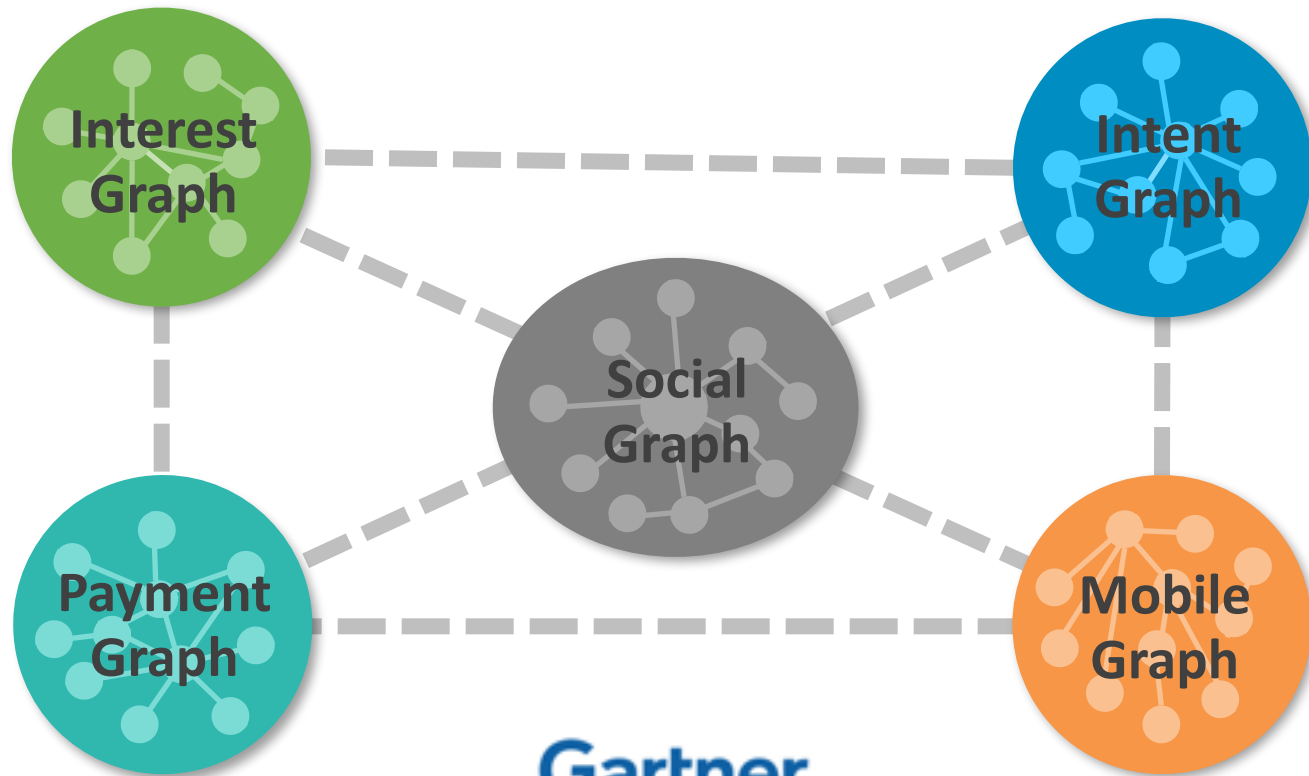 Interest
Graph
Intent
Graph
Social
Graph
Payment
Graph
Mobile
Graph
Gartner